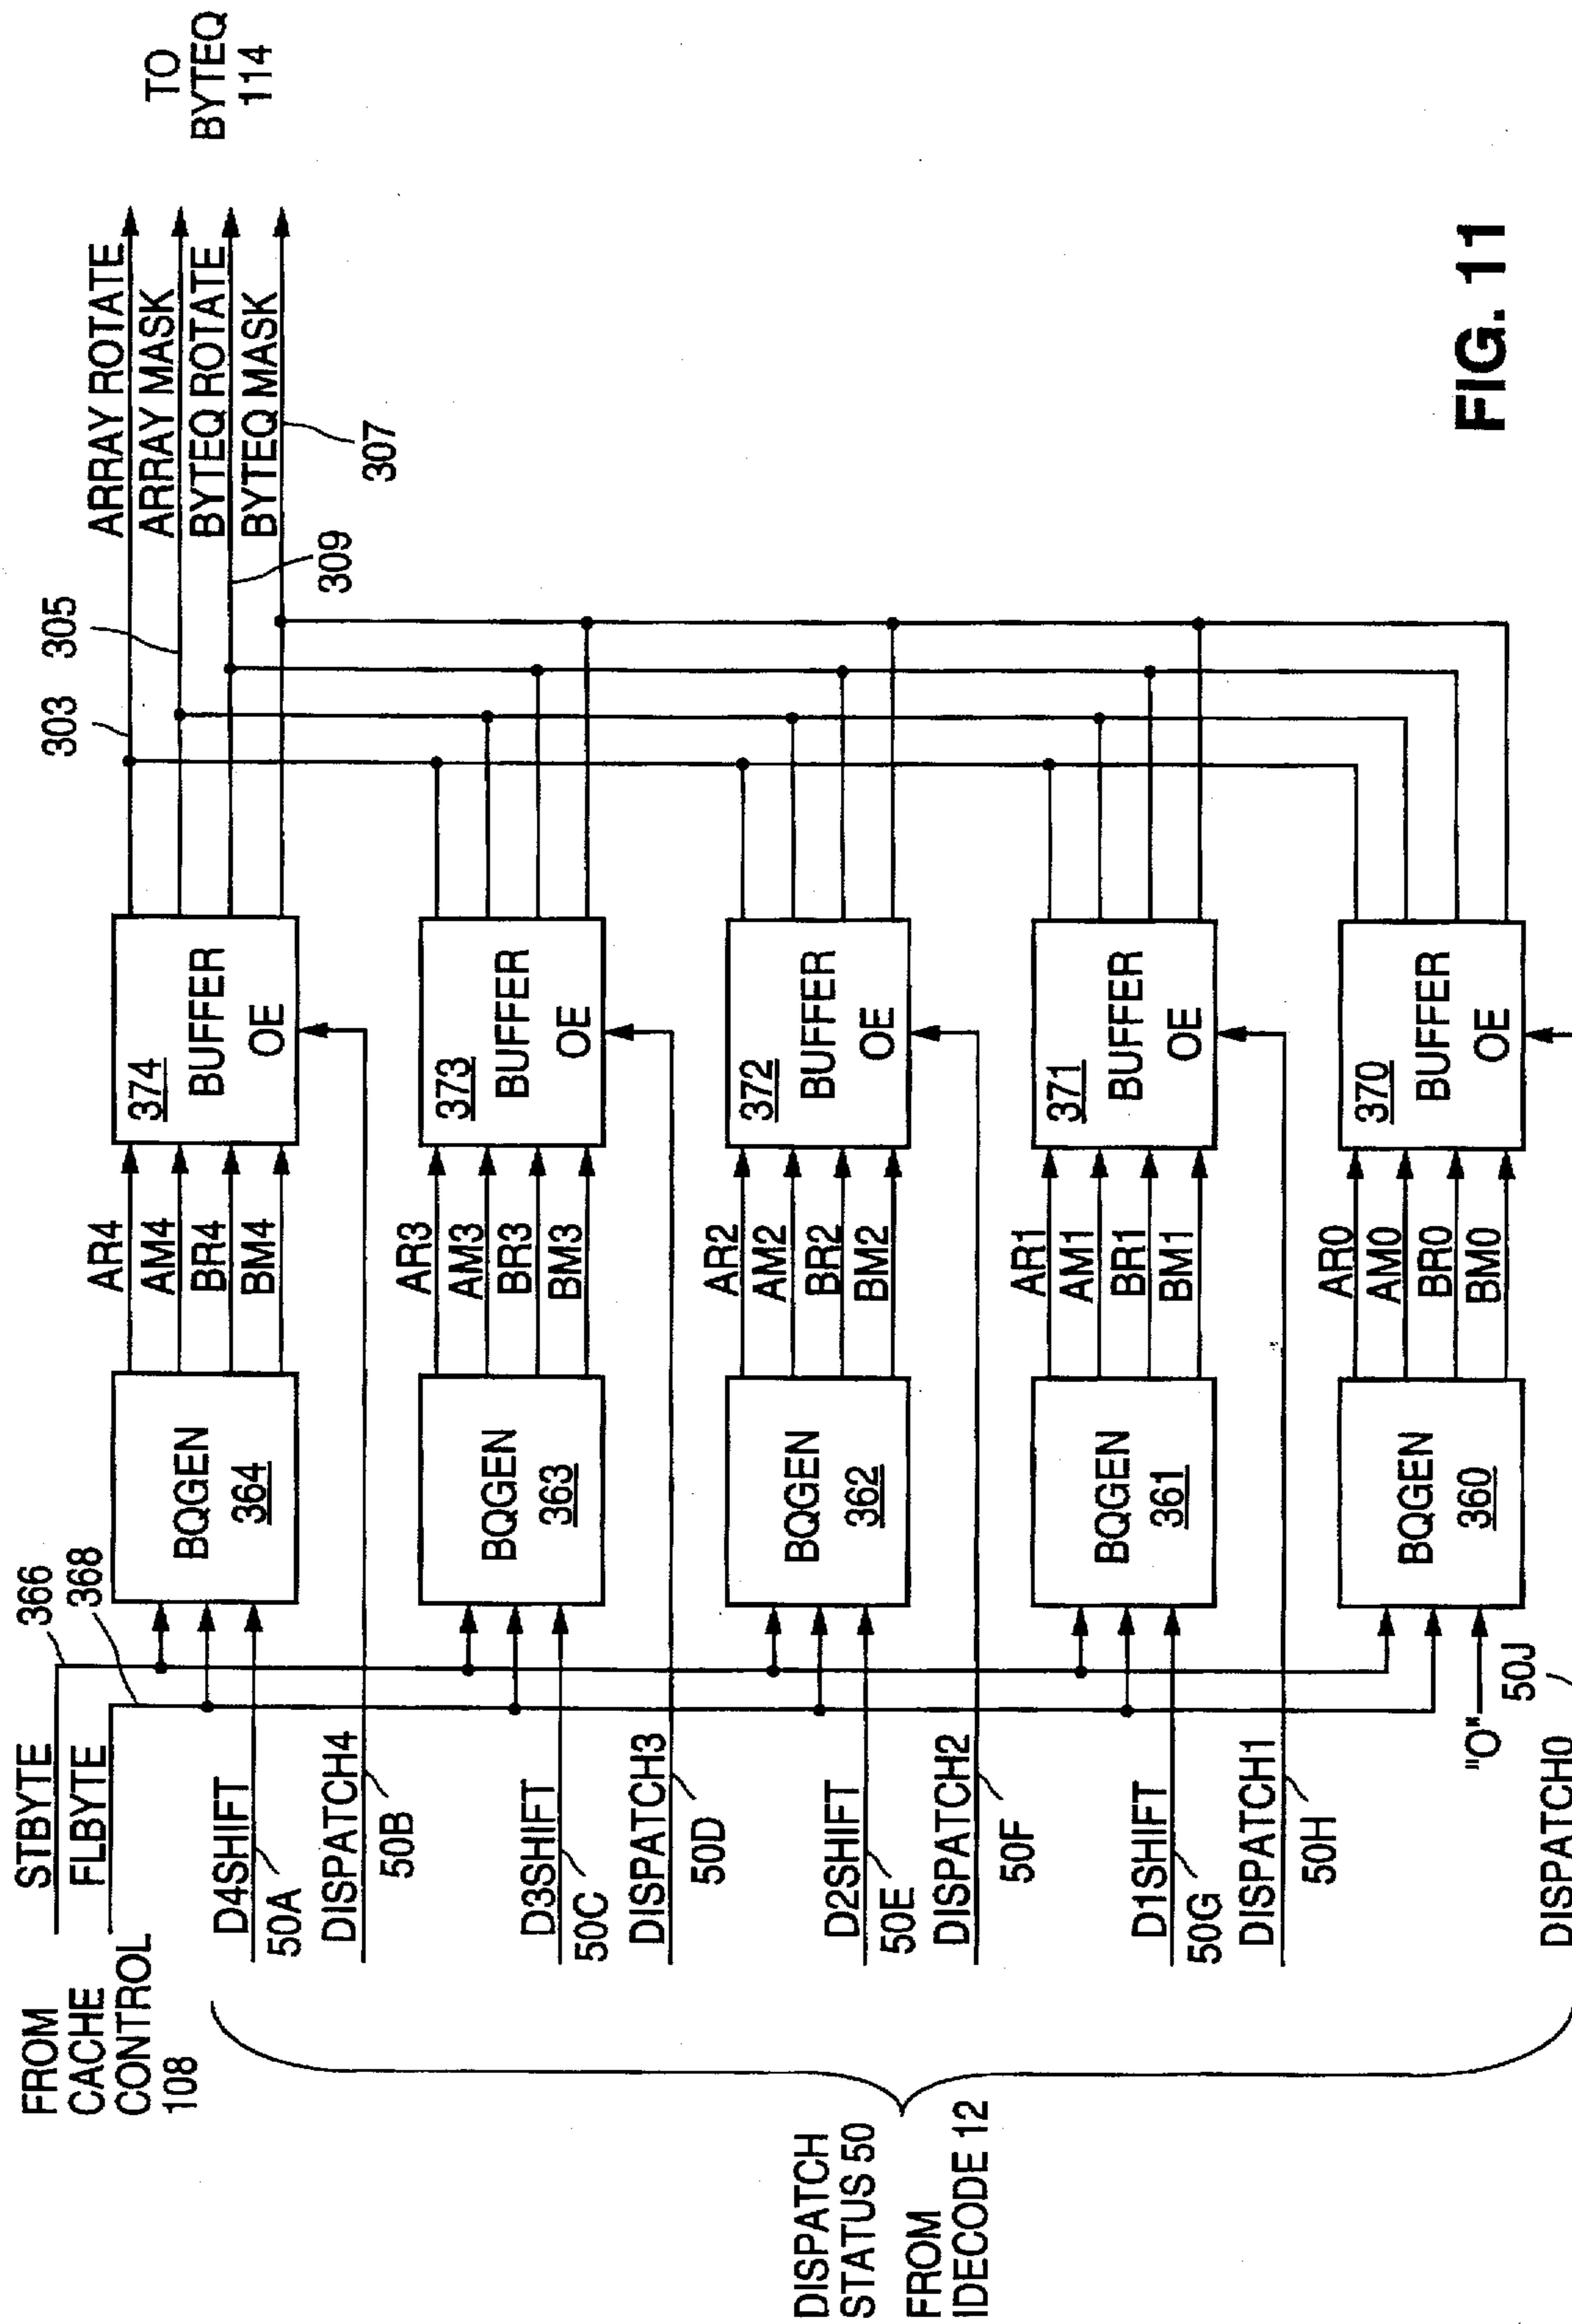 FROM
CACHE
CONTROL
108
STBYTE
FLBYTE
366
368
D4SHIFT
50A
DISPATCH4
50B
BQGEN
364
AR4
AM4
BR4
BM4
374
BUFFER
OE
303
305
309
307
ARRAY ROTATE
ARRAY MASK
BYTEQ ROTATE
BYTEQ MASK
TO
BYTEQ
114
D3SHIFT
50C
DISPATCH3
50D
BQGEN
363
AR3
AM3
BR3
BM3
373
BUFFER
OE
DISPATCH
STATUS 50
FROM
IDECODE 12
D2SHIFT
50E
DISPATCH2
50F
BQGEN
362
AR2
AM2
BR2
BM2
372
BUFFER
OE
D1SHIFT
50G
DISPATCH1
50H
BQGEN
361
AR1
AM1
BR1
BM1
371
BUFFER
OE
"O"
50J
DISPATCH0
BQGEN
360
AR0
AM0
BR0
BM0
370
BUFFER
OE
FIG. 11